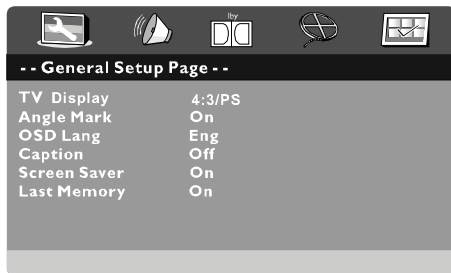 lby
- - General Setup Page - -
TV Display 4:3/PS
Angle Mark On
OSD Lang Eng
Caption Off
Screen Saver On
Last Memory On